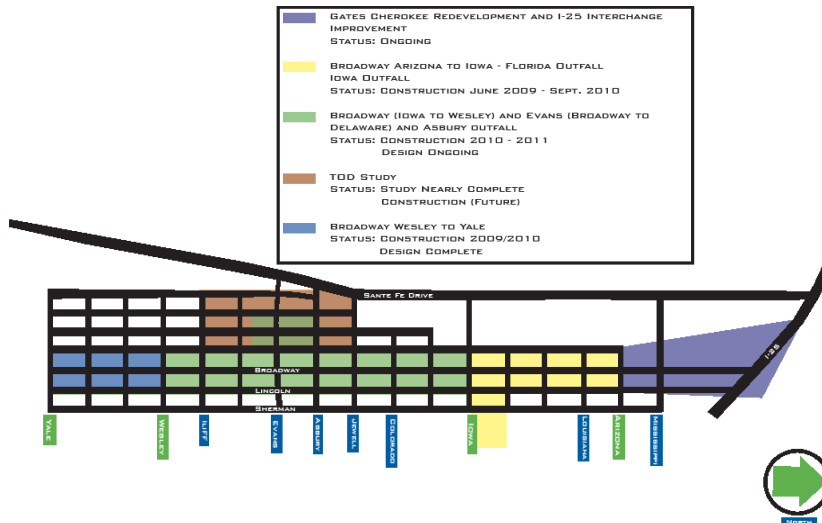 Gates Cherokee Redevelopment and I-25 Interchange
Improvement
Status: Ongoing
Broadway Arizona to Iowa - Florida Outfall
Iowa Outfall
Status: Construction June 2009 - Sept. 2010
Broadway (Iowa to Wesley) and Evans (Broadway to
Delaware) and Asbury outfall
Status: Construction 2010 - 2011
Design Ongoing
TOD Study
Status: Study Nearly Complete
Construction (Future)
Broadway Wesley to Yale
Status: Construction 2009/2010
Design Complete
Sante Fe Drive
I-25
Broadway
Lincoln
Sherman
Yale
Wesley
Iliff
Evans
Asbury
Jewell
Colorado
Iowa
Louisiana
Arizona
Mississippi
North